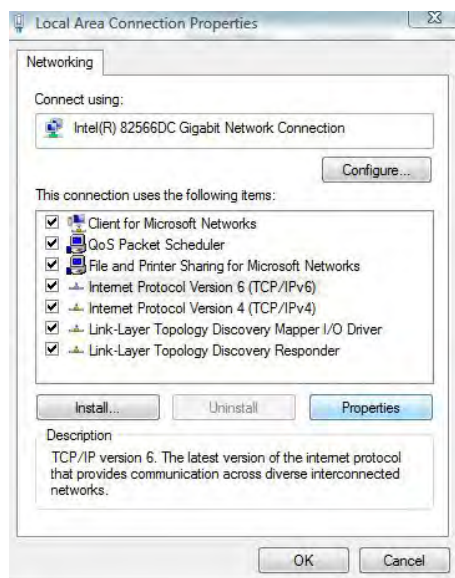 Local Area Connection Properties
Networking
Connect using:
Intel(R) 82566DC Gigabit Network Connection
Configure...
This connection uses the following items:
Client for Microsoft Networks
QoS Packet Scheduler
File and Printer Sharing for Microsoft Networks
Internet Protocol Version 6 (TCP/IPv6)
Internet Protocol Version 4 (TCP/IPv4)
Link-Layer Topology Discovery Mapper I/O Driver
Link-Layer Topology Discovery Responder
Install... Uninstall Properties
Description
TCP/IP version 6. The latest version of the internet protocol
that provides communication across diverse interconnected
networks.
OK Cancel